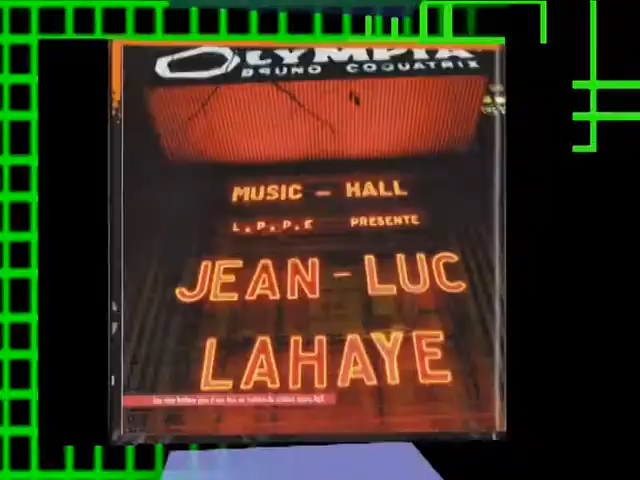 OLYMPIA
BRUNO COQUATRIX
MUSIC - HALL
L.P.P.E PRESENTE
JEAN-LUC
LAHAYE